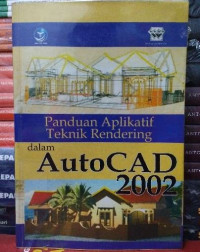 Panduan Aplikatif
Teknik Rendering
dalam
AutoCAD
2002